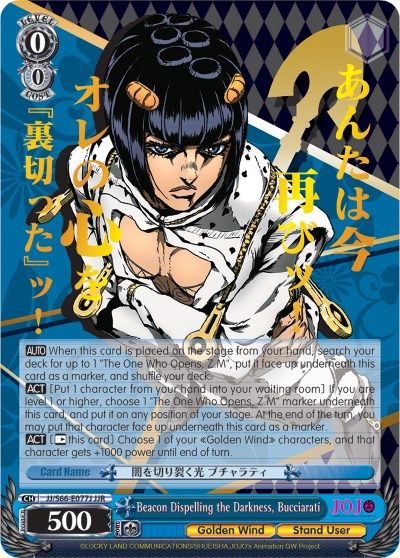 LEVEL
0
0
COST
あんたは今
再びッ!
オレの心を
『裏切った』ッ!
AUTO When this card is placed on the stage from your hand, search your
deck for up to 1 "The One Who Opens, Z M", put it face up underneath this
card as a marker, and shuffle your deck.
ACT [Put 1 character from your hand into your waiting room] If you are
level 1 or higher, choose 1 "The One Who Opens, Z M" marker underneath
this card, and put it on any position of your stage. At the end of the turn, you
may put that character face up underneath this card as a marker.
ACT [ this card] Choose 1 of your «Golden Wind» characters, and that
character gets +1000 power until end of turn.
Card Name 闇を切り裂く光 ブチャラティ
CH JJ/S66-E077J JJR
Beacon Dispelling the Darkness, Bucciarati
JOJO
500
Golden Wind
Stand User
©LUCKY LAND COMMUNICATIONS/SHUEISHA,JOJO's Animation GW Project